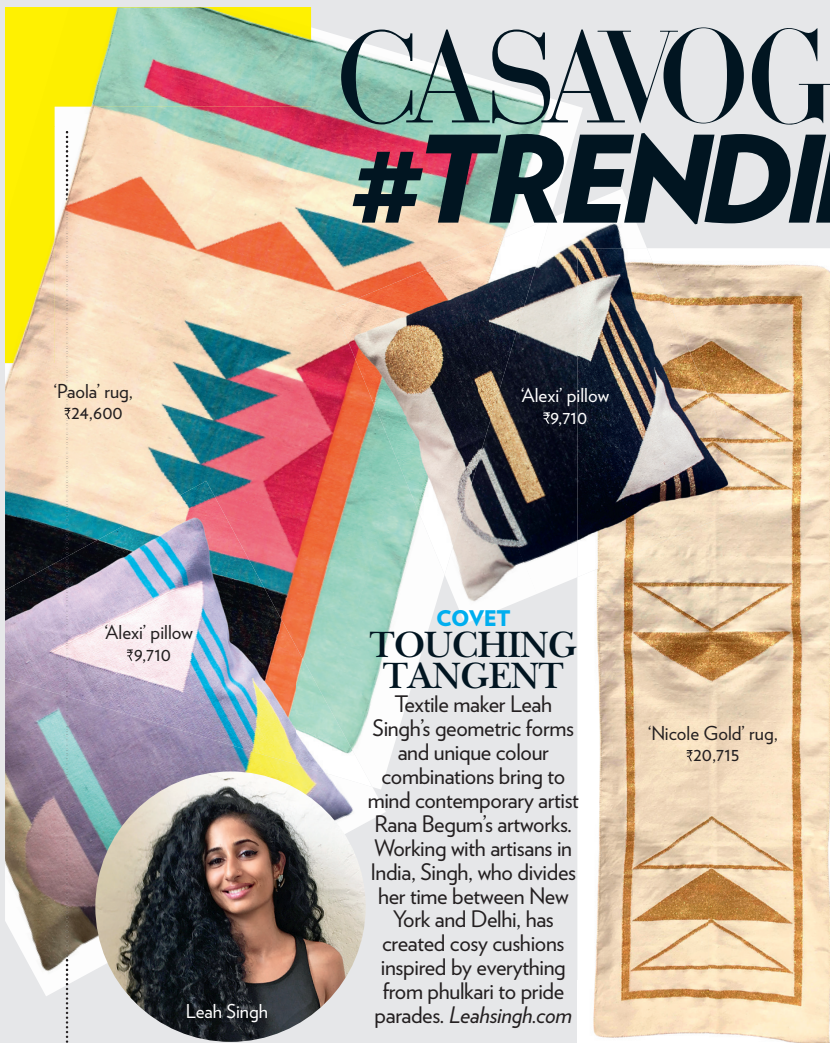 CASAVOG
#TRENDI
'Paola' rug,
₹24,600
'Alexi' pillow
₹9,710
'Alexi' pillow
₹9,710
COVET
TOUCHING
TANGENT
Textile maker Leah
Singh's geometric forms
and unique colour
combinations bring to
mind contemporary artist
Rana Begum's artworks.
Working with artisans in
India, Singh, who divides
her time between New
York and Delhi, has
created cosy cushions
inspired by everything
from phulkari to pride
parades. Leahsingh.com
'Nicole Gold' rug,
₹20,715
Leah Singh